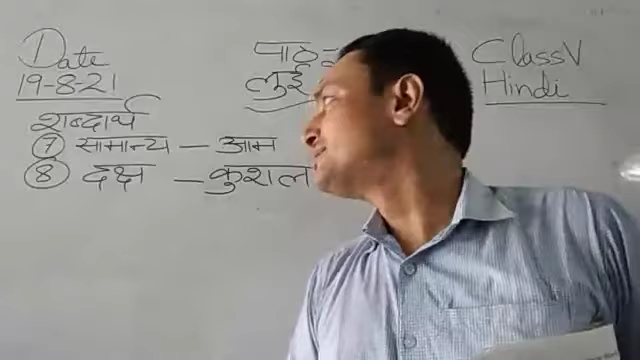 Date
19-8-21
पाठ=
लुई
Class V
Hindi
शब्दार्थ
7 सामान्य – आम
8 दक्ष – कुशल